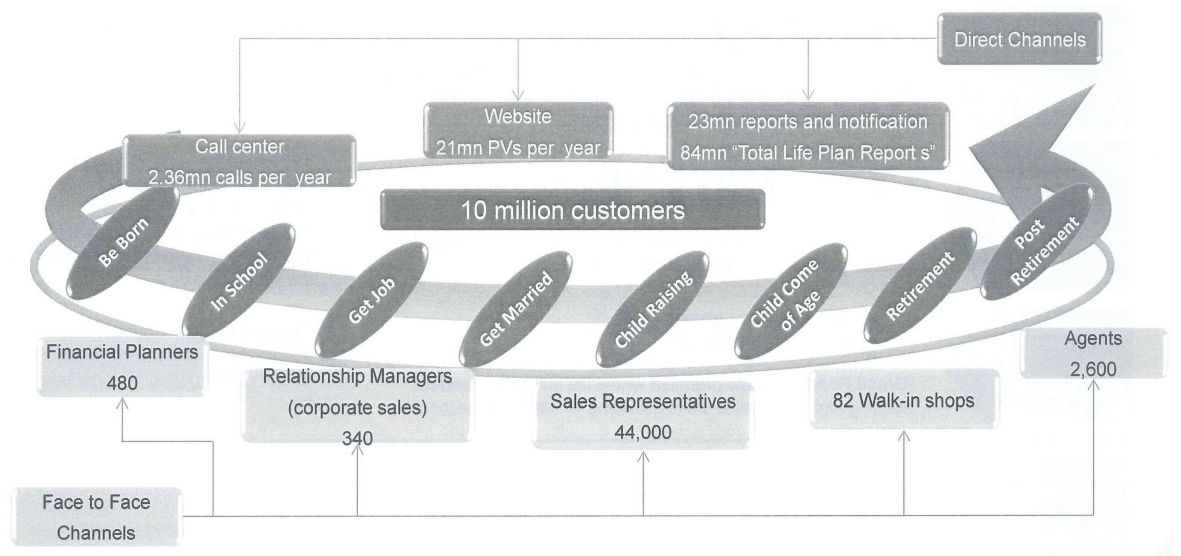 Direct Channels
Call center
2.36mn calls per year
Website
21mn PVs per year
23mn reports and notification
84mn “Total Life Plan Report s”
10 million customers
Be Born
In School
Get Job
Get Married
Child Raising
Child Come
of Age
Retirement
Post
Retirement
Financial Planners
480
Relationship Managers
(corporate sales)
340
Sales Representatives
44,000
82 Walk-in shops
Agents
2,600
Face to Face
Channels